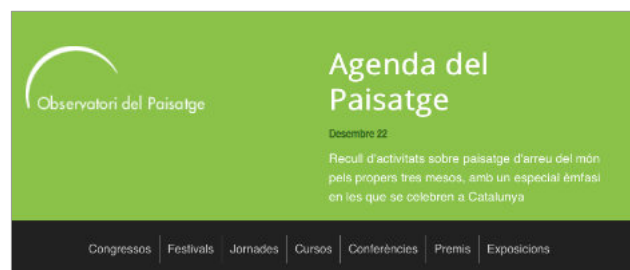 Observatori del Paisatge
Agenda del
Paisatge
Desembre 22
Recull d'activitats sobre paisatge d'arreu del món
pels propers tres mesos, amb un especial èmfasi
en les que se celebren a Catalunya
Congressos Festivals Jornades Cursos Conferències Premis Exposicions